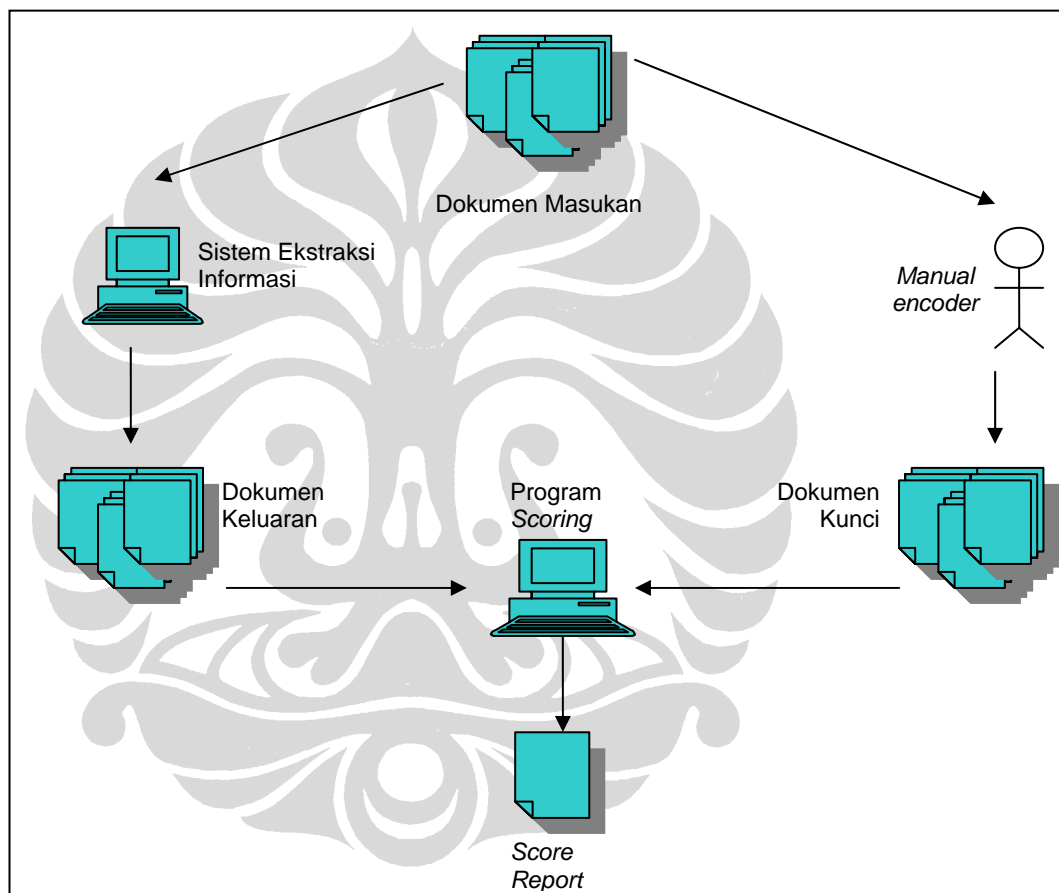 Dokumen Masukan
Sistem Ekstraksi
Informasi
Manual
encoder
Dokumen
Keluaran
Program
Scoring
Dokumen
Kunci
Score
Report